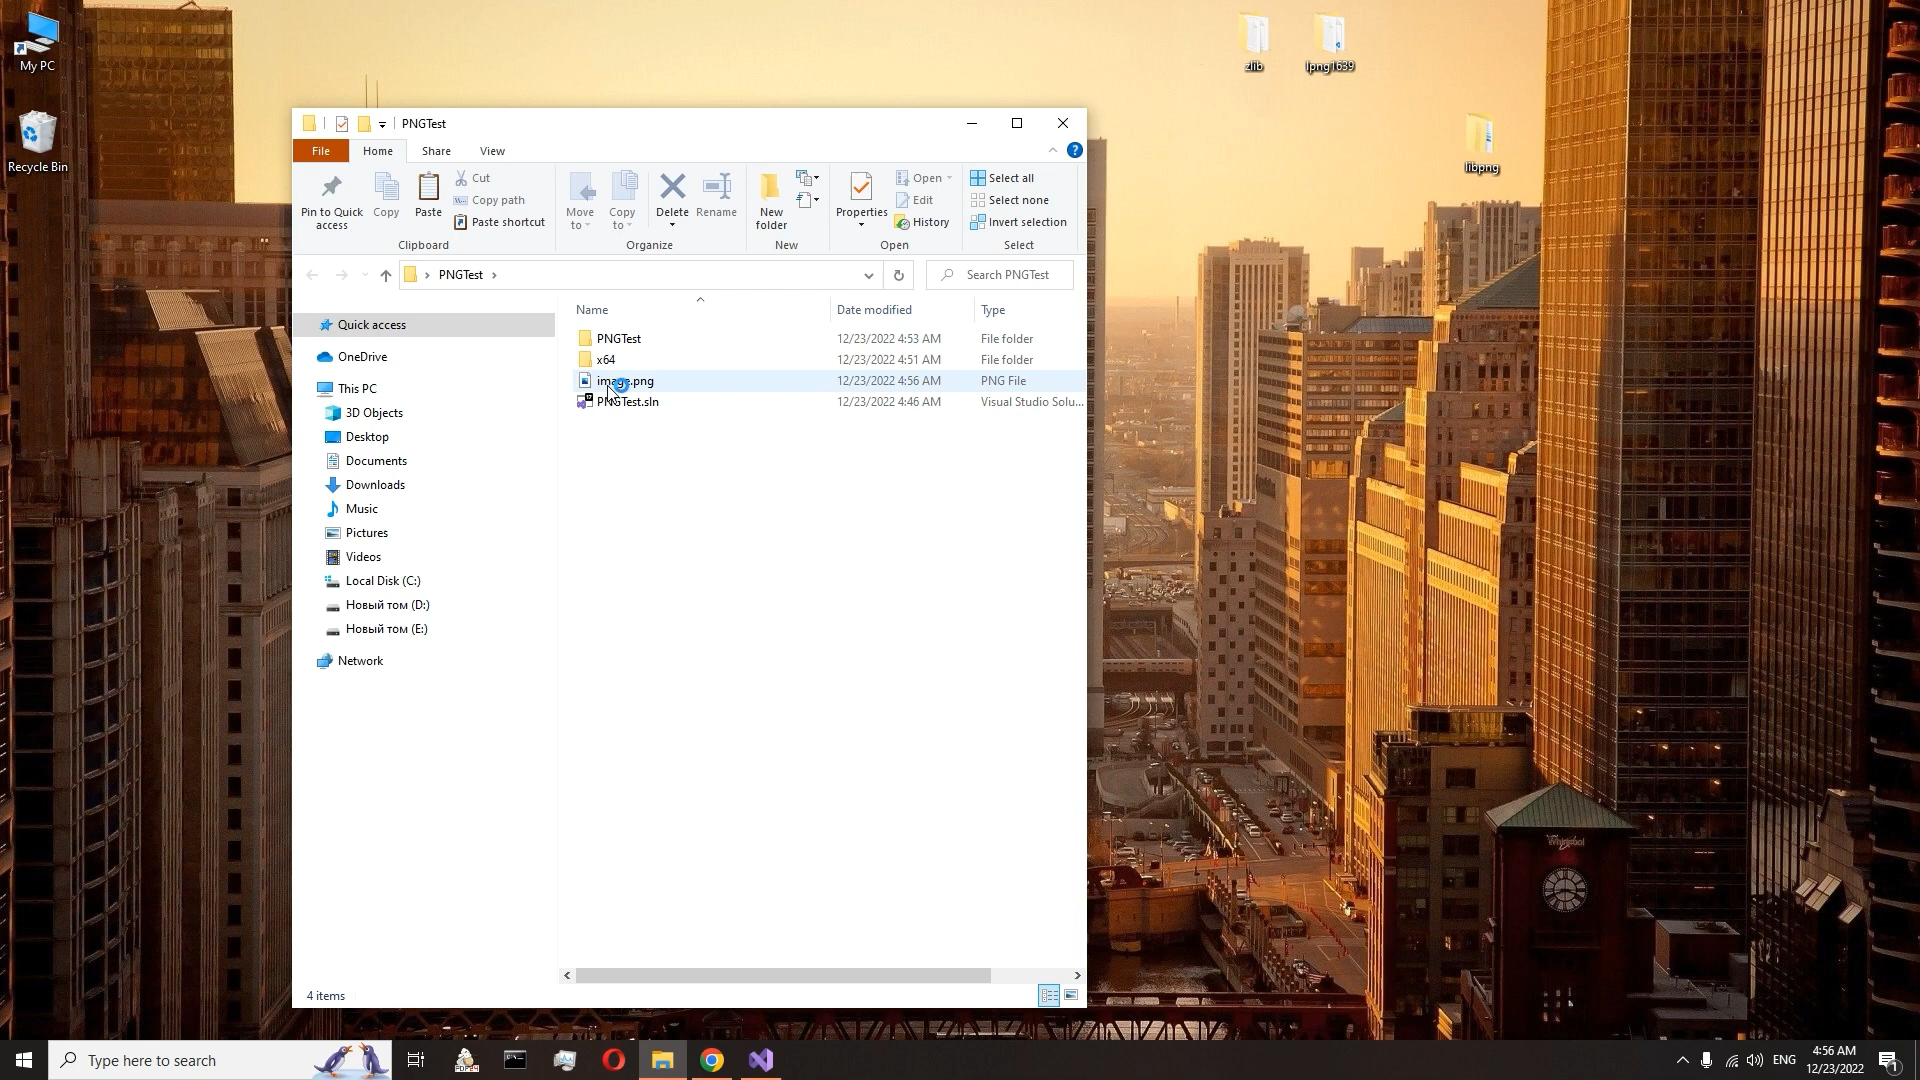 My PC
Recycle Bin
zlib
lpng1639
libpng
PNGTest
File
Home
Share
View
Pin to Quick access
Copy
Paste
Cut
Copy path
Paste shortcut
Clipboard
Move to
Copy to
Delete
Rename
Organize
New folder
New
Properties
Open
Edit
History
Open
Select all
Select none
Invert selection
Select
PNGTest
Search PNGTest
Quick access
OneDrive
This PC
3D Objects
Desktop
Documents
Downloads
Music
Pictures
Videos
Local Disk (C:)
Новый том (D:)
Новый том (E:)
Network
Name Date modified Type
PNGTest 12/23/2022 4:53 AM File folder
x64 12/23/2022 4:51 AM File folder
image.png 12/23/2022 4:56 AM PNG File
PNGTest.sln 12/23/2022 4:46 AM Visual Studio Solu...
4 items
Whirlpool
Type here to search
ENG
4:56 AM
12/23/2022
1